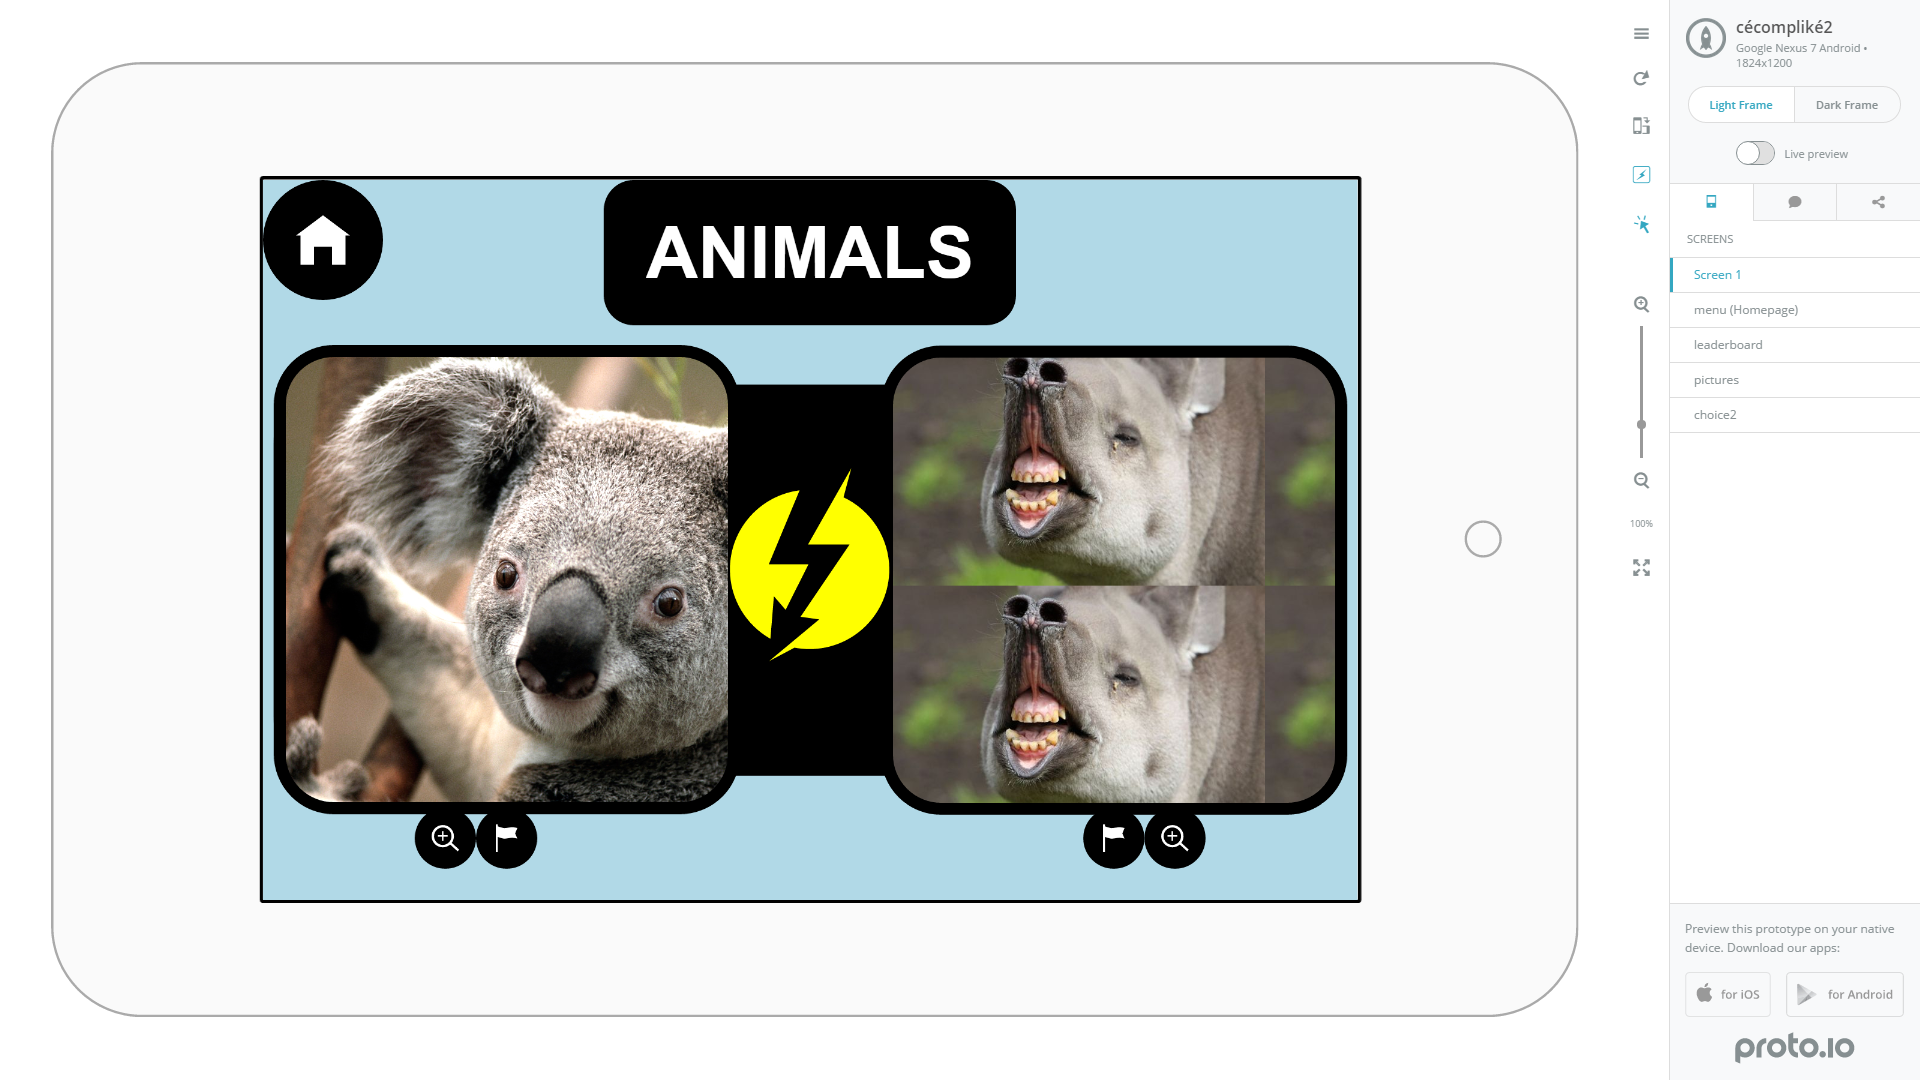 cécompliké2
Google Nexus 7 Android •
1824x1200
Light Frame
Dark Frame
Live preview
ANIMALS
SCREENS
Screen 1
menu (Homepage)
leaderboard
pictures
choice2
100%
Preview this prototype on your native
device. Download our apps:
for iOS
for Android
proto.io